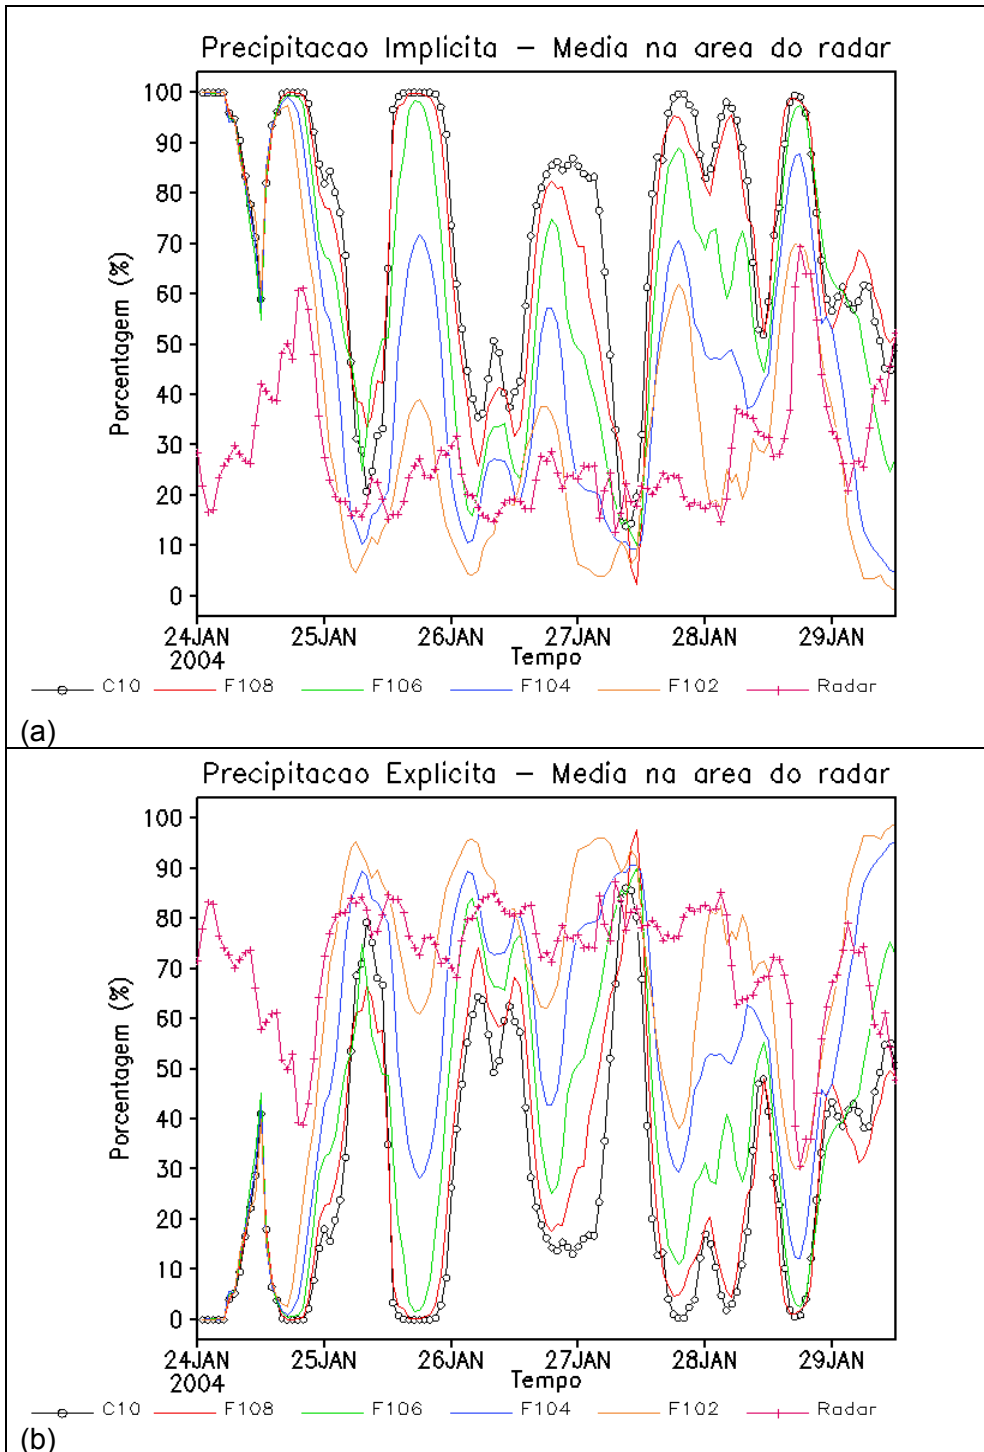 Precipitacao Implicita – Media na area do radar
Porcentagem (%)
100
90
80
70
60
50
40
30
20
10
0
24JAN 25JAN 26JAN 27JAN 28JAN 29JAN
2004
Tempo
C10 F108 F106 F104 F102 Radar
(a)
Precipitacao Explicita – Media na area do radar
Porcentagem (%)
100
90
80
70
60
50
40
30
20
10
0
24JAN 25JAN 26JAN 27JAN 28JAN 29JAN
2004
Tempo
C10 F108 F106 F104 F102 Radar
(b)